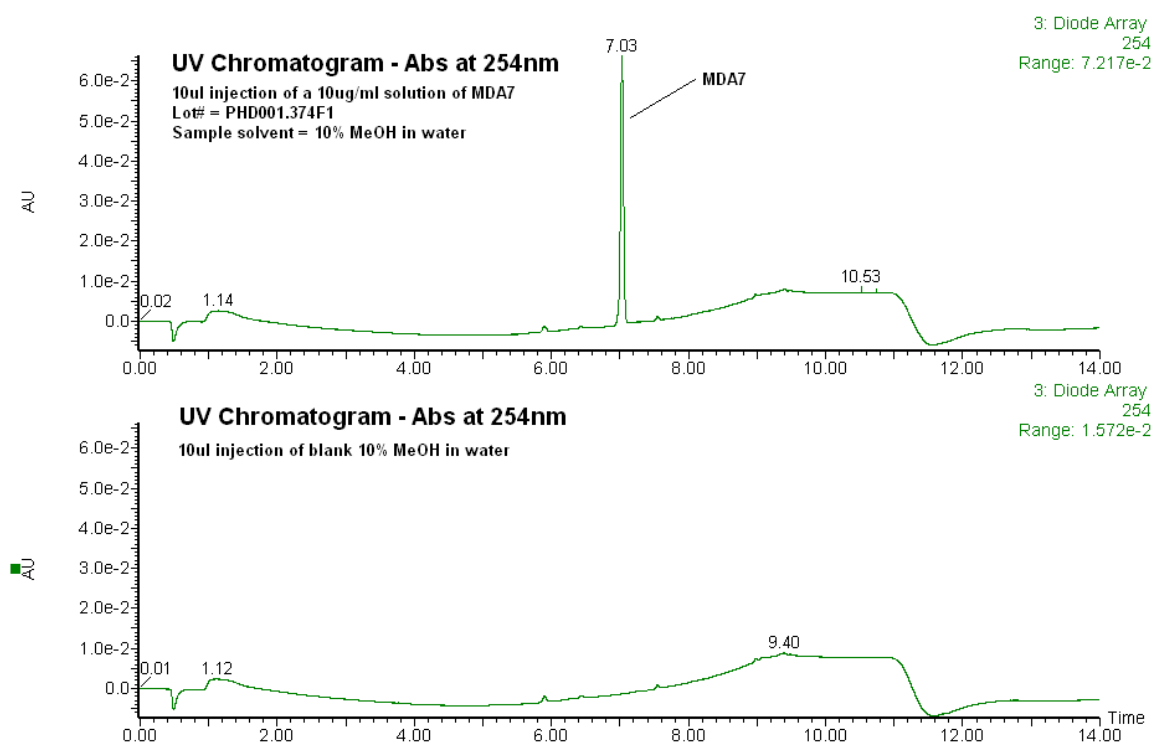 3: Diode Array
254
Range: 7.217e-2
UV Chromatogram - Abs at 254nm
10ul injection of a 10ug/ml solution of MDA7
Lot# = PHD001.374F1
Sample solvent = 10% MeOH in water
7.03
MDA7
AU
6.0e-2
5.0e-2
4.0e-2
3.0e-2
2.0e-2
1.0e-2
0.0
0.02
1.14
10.53
0.00 2.00 4.00 6.00 8.00 10.00 12.00 14.00
3: Diode Array
254
Range: 1.572e-2
UV Chromatogram - Abs at 254nm
10ul injection of blank 10% MeOH in water
AU
6.0e-2
5.0e-2
4.0e-2
3.0e-2
2.0e-2
1.0e-2
0.0
0.01
1.12
9.40
Time
0.00 2.00 4.00 6.00 8.00 10.00 12.00 14.00